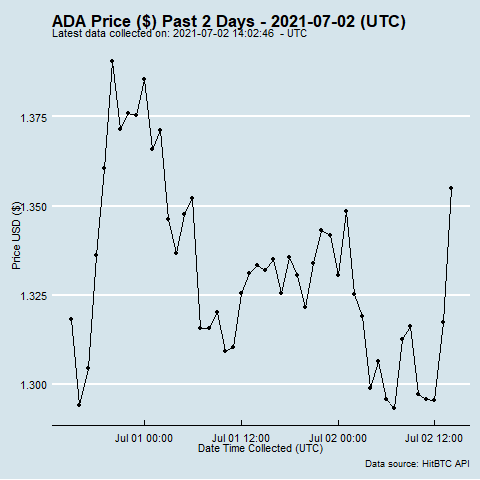 ADA Price ($) Past 2 Days - 2021-07-02 (UTC)
Latest data collected on: 2021-07-02 14:02:46  - UTC
1.375
1.350
1.325
1.300
Price USD ($)
Jul 01 00:00 Jul 01 12:00 Jul 02 00:00 Jul 02 12:00
Date Time Collected (UTC)
Data source: HitBTC API